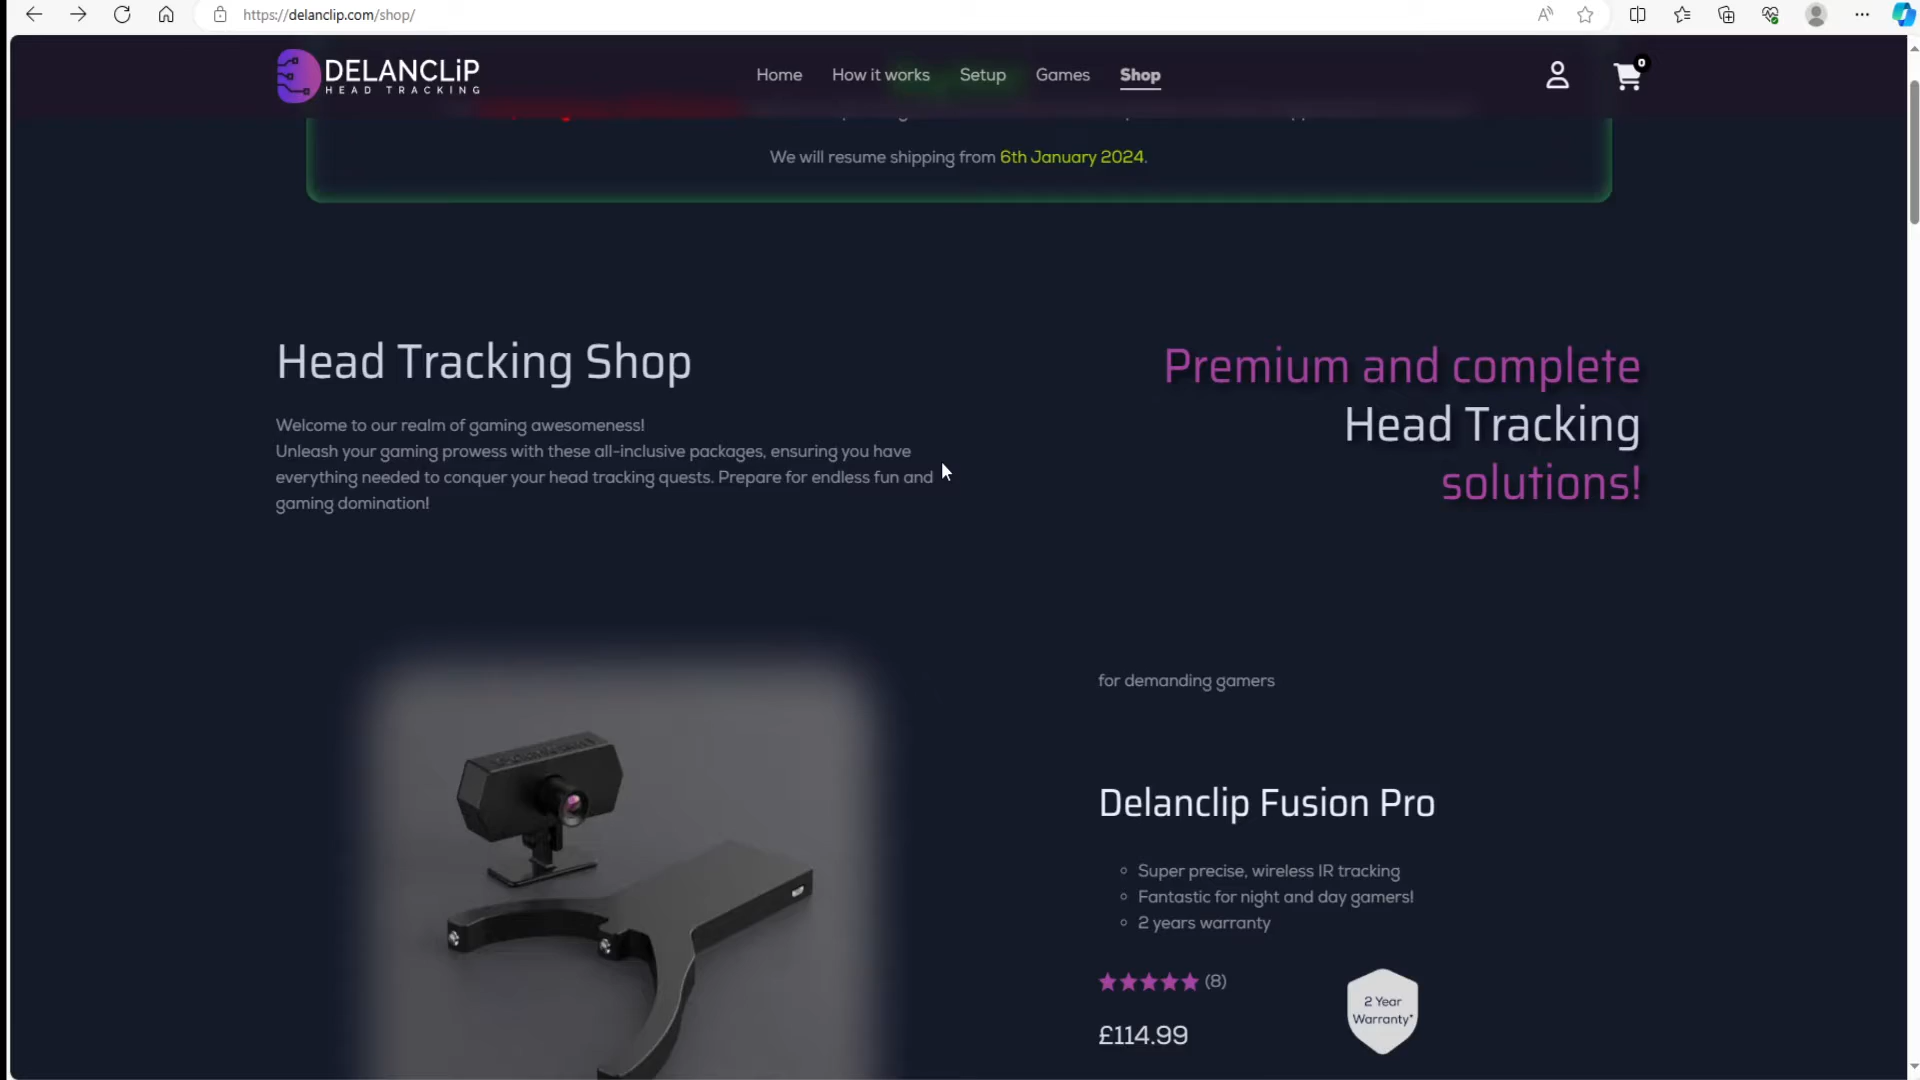 https://delanclip.com/shop/
DELANCLiP
HEAD TRACKING
Home How it works Setup Games Shop
0
We will resume shipping from 6th January 2024.
Head Tracking Shop
Welcome to our realm of gaming awesomeness!
Unleash your gaming prowess with these all-inclusive packages, ensuring you have
everything needed to conquer your head tracking quests. Prepare for endless fun and
gaming domination!
Premium and complete
Head Tracking
solutions!
for demanding gamers
Delanclip Fusion Pro
Super precise, wireless IR tracking
Fantastic for night and day gamers!
2 years warranty
(8)
£114.99
2 Year
Warranty*